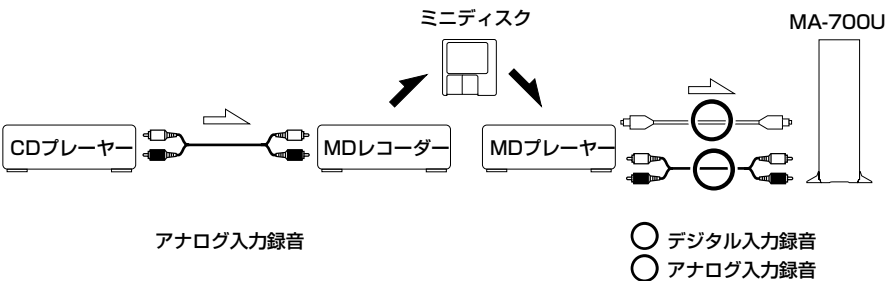 ミニディスク
MA-700U
CDプレーヤー
MDレコーダー
MDプレーヤー
アナログ入力録音
デジタル入力録音
アナログ入力録音